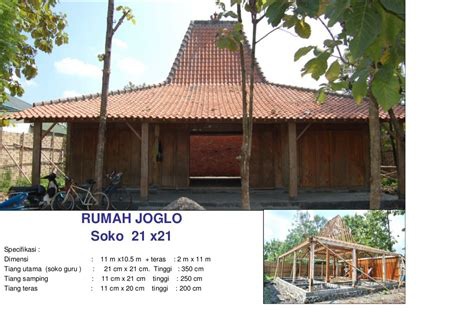 RUMAH JOGLO
Soko 21 x21
Specifikasi :
Dimensi : 11 m x10.5 m + teras : 2 m x 11 m
Tiang utama (soko guru ) : 21 cm x 21 cm. Tinggi : 350 cm
Tiang samping : 11 cm x 21 cm tinggi : 250 cm
Tiang teras : 11 cm x 20 cm tinggi : 200 cm